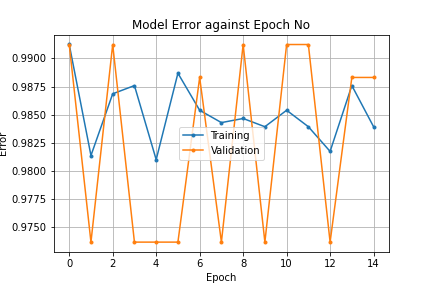 Model Error against Epoch No
Error
0.9900
0.9875
0.9850
0.9825
0.9800
0.9775
0.9750
Training
Validation
0 2 4 6 8 10 12 14
Epoch